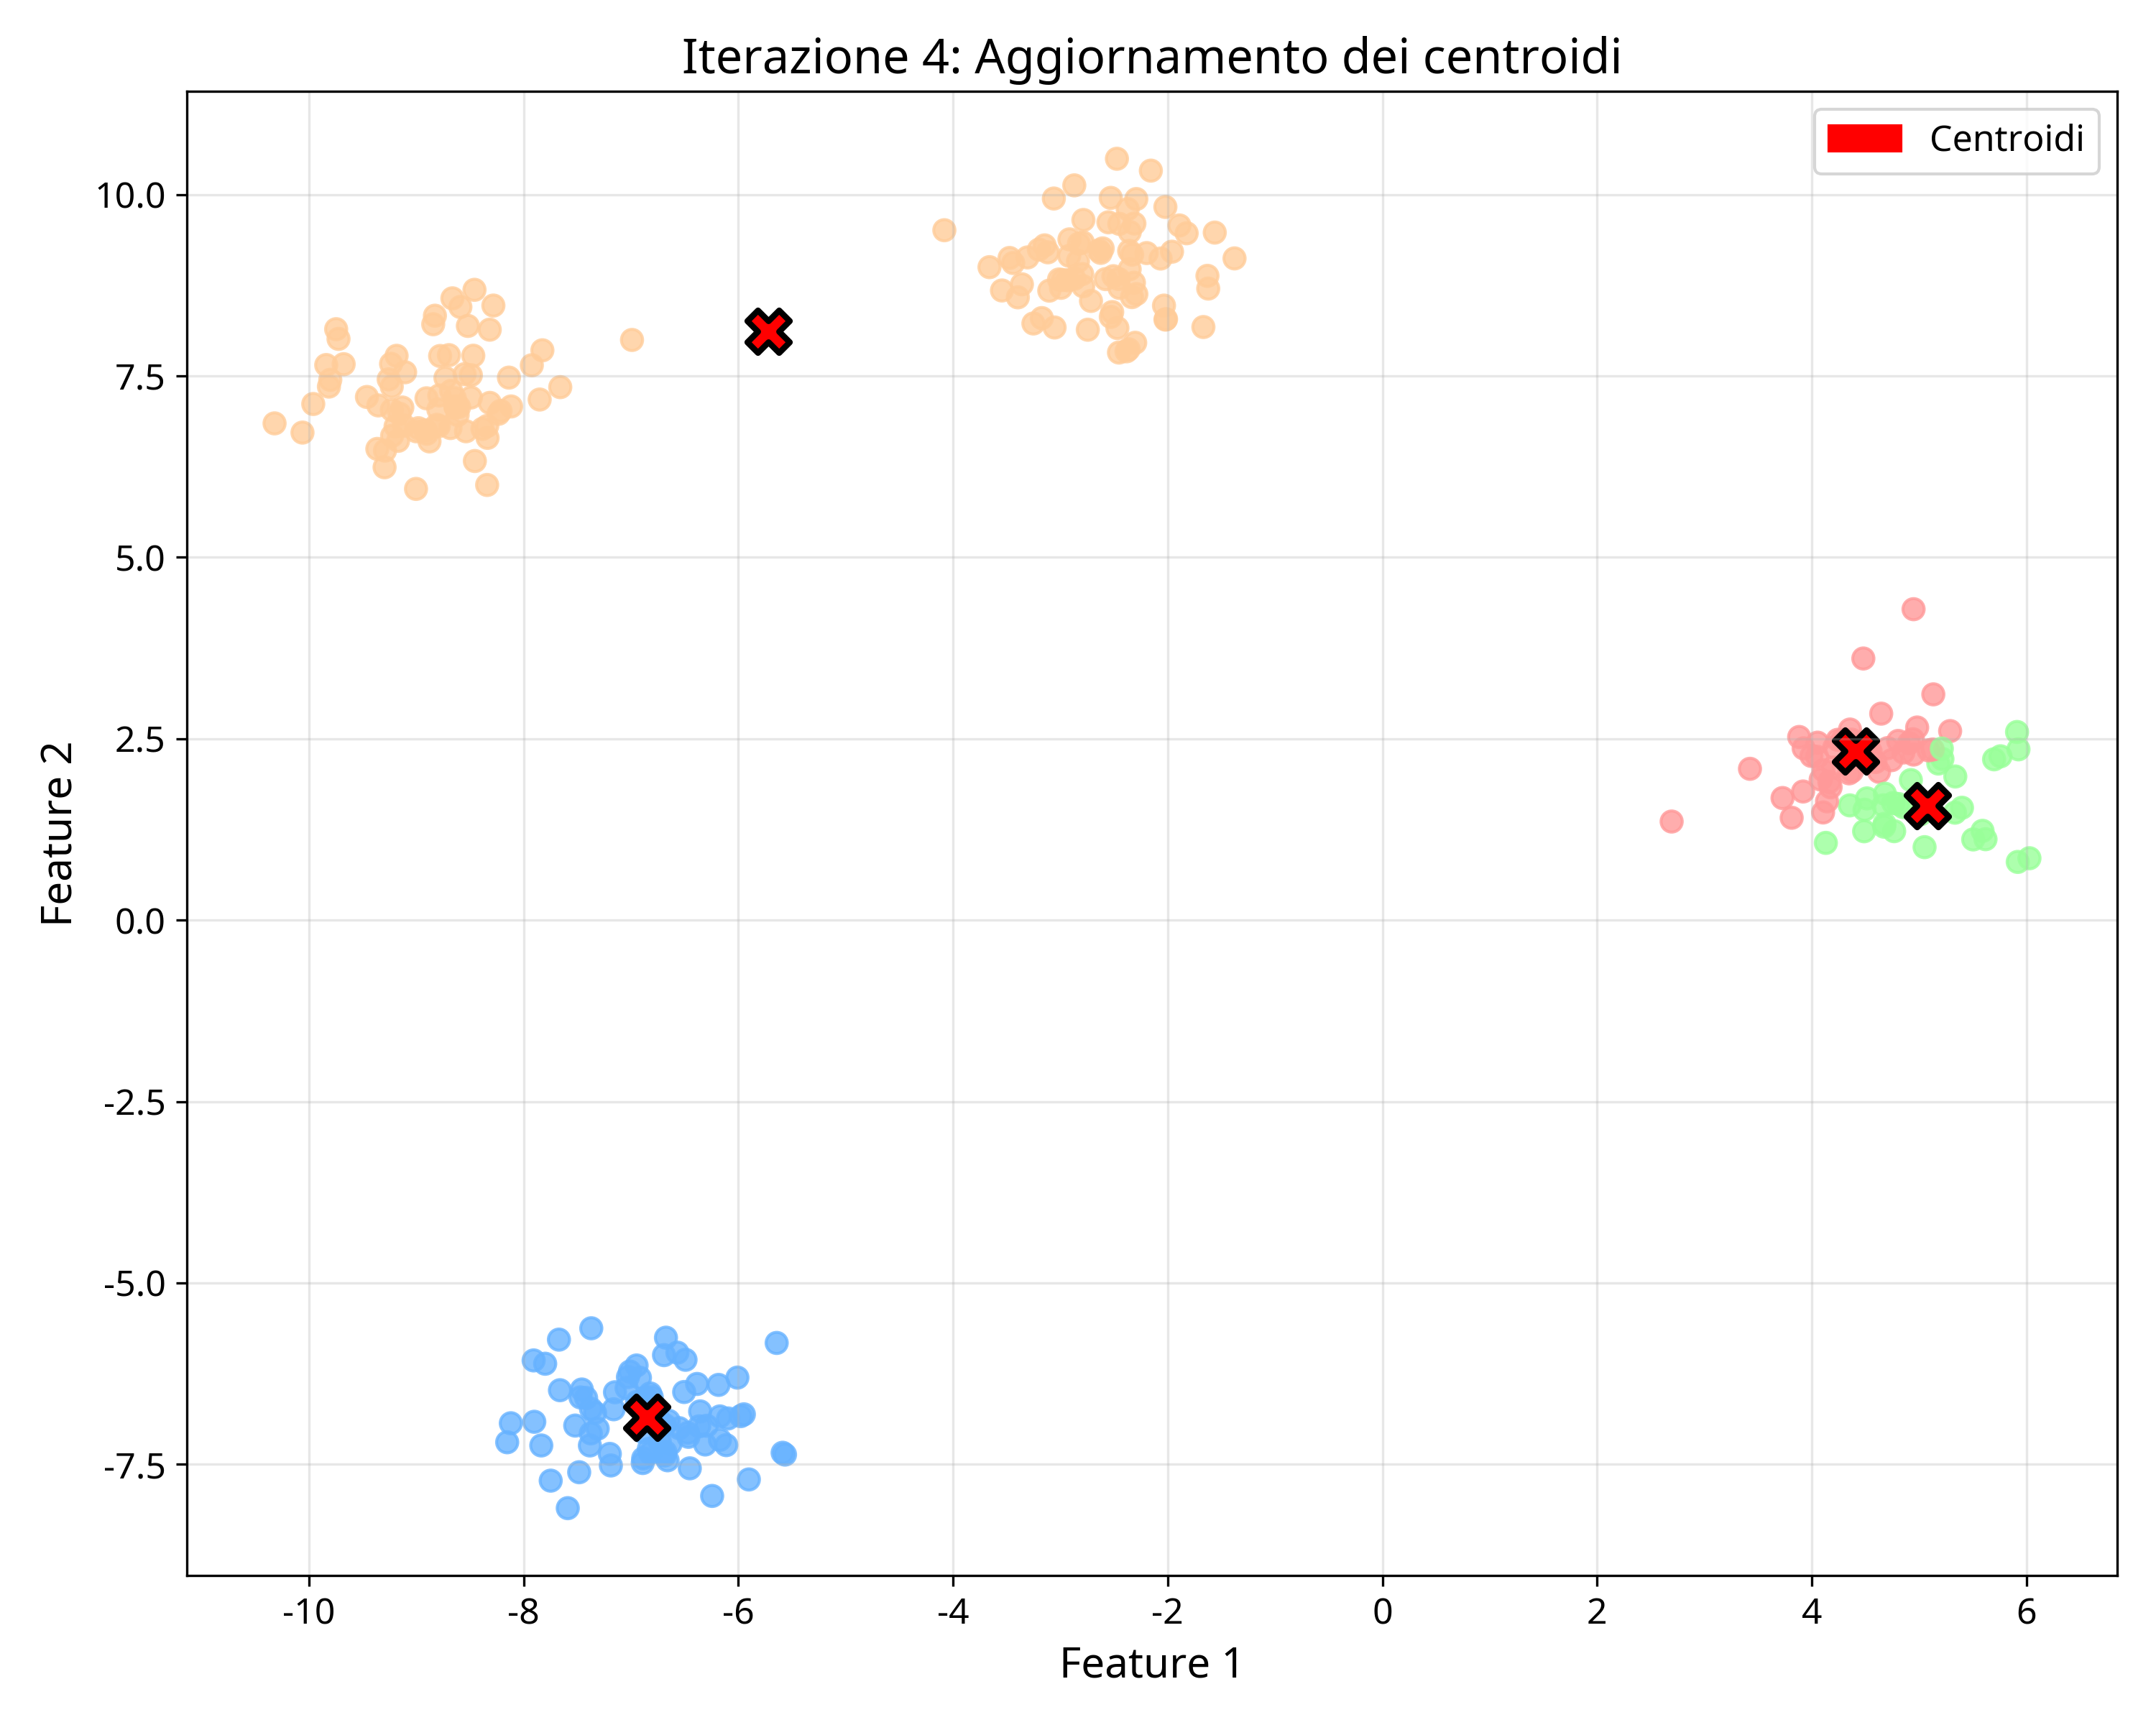 Iterazione 4: Aggiornamento dei centroidi
Centroidi
10.0
7.5
5.0
2.5
0.0
-2.5
-5.0
-7.5
Feature 2
-10 -8 -6 -4 -2 0 2 4 6
Feature 1